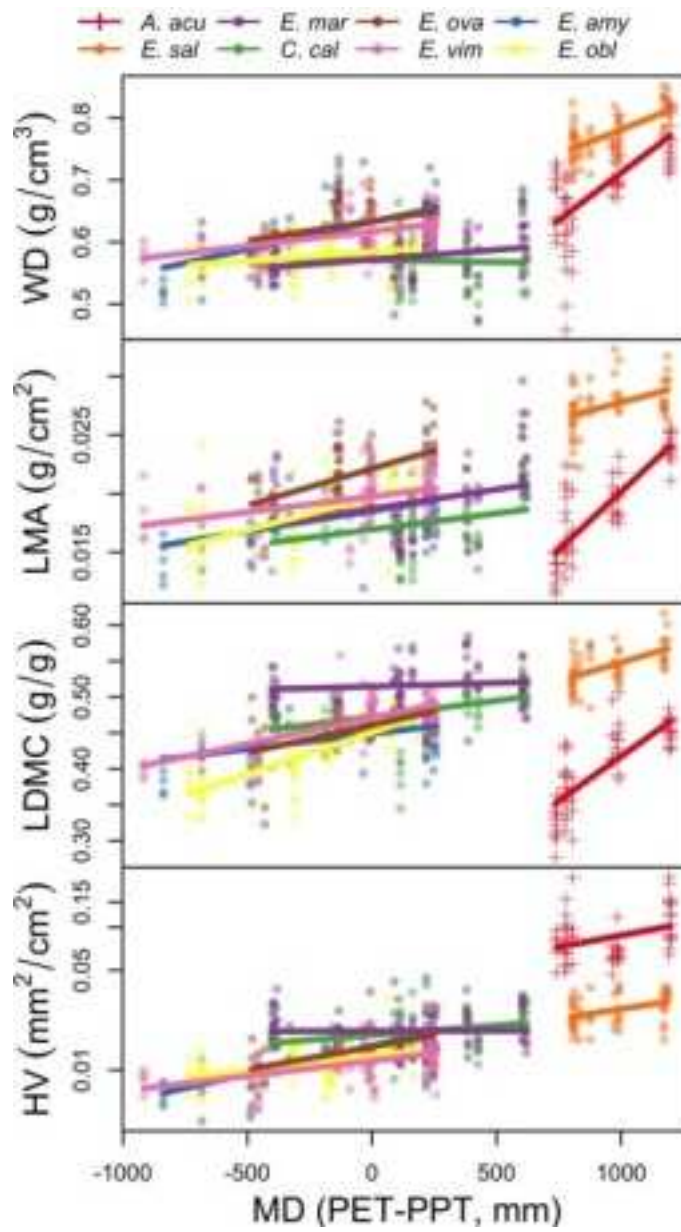 A. acu E. mar E. ova E. amy
E. sal C. cal E. vim E. obl
WD (g/cm³)
0.8
0.7
0.6
0.5
LMA (g/cm²)
0.025
0.015
LDMC (g/g)
0.60
0.50
0.40
0.30
HV (mm²/cm²)
0.15
0.05
0.01
-1000 -500 0 500 1000
MD (PET-PPT, mm)